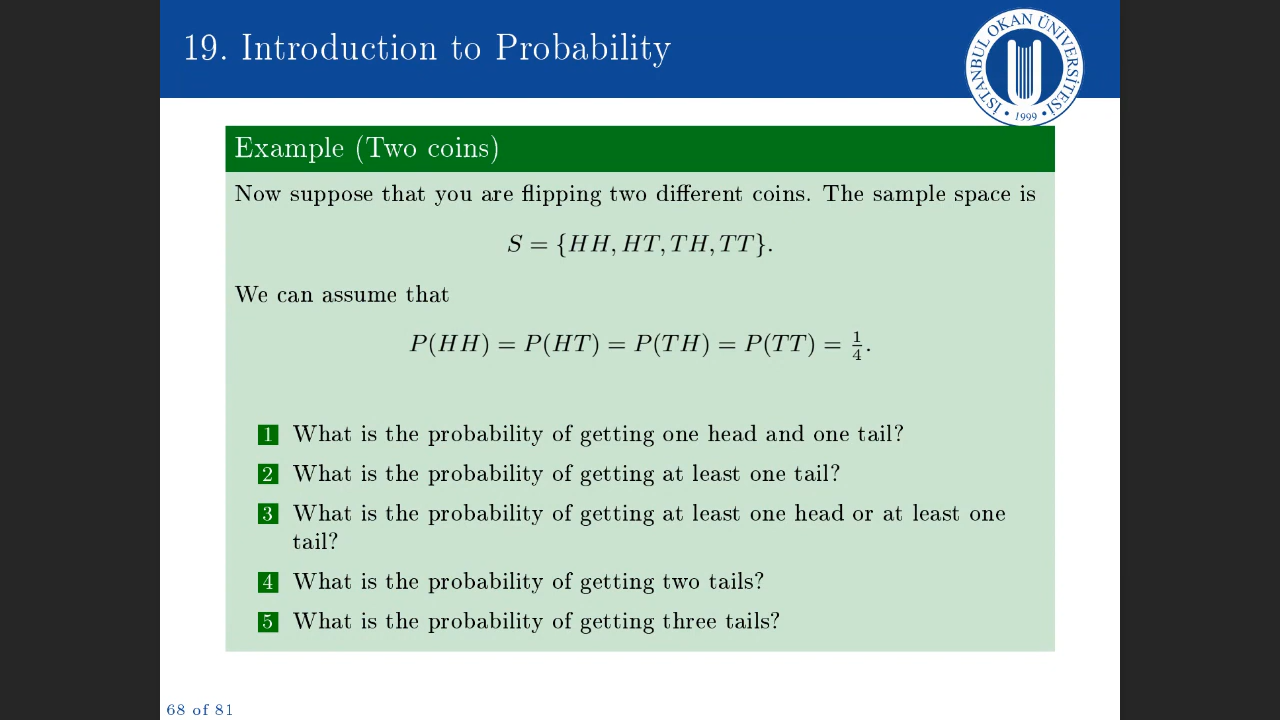 19. Introduction to Probability
İSTANBUL OKAN ÜNİVERSİTESİ
• 1999 •
Example (Two coins)
Now suppose that you are flipping two different coins. The sample space is
S = {HH, HT, TH, TT}.
We can assume that
P(HH) = P(HT) = P(TH) = P(TT) = 1/4.
1 What is the probability of getting one head and one tail?
2 What is the probability of getting at least one tail?
3 What is the probability of getting at least one head or at least one
tail?
4 What is the probability of getting two tails?
5 What is the probability of getting three tails?
68 of 81